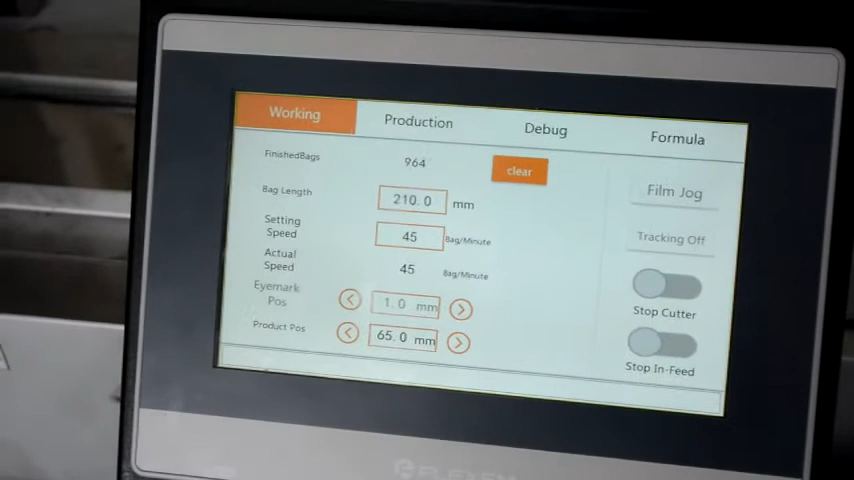 Working Production Debug Formula
FinishedBags 964 clear
Film Jog
Bag Length 210.0 mm
Setting Speed 45 Bag/Minute
Tracking Off
Actual Speed 45 Bag/Minute
Stop Cutter
Eyemark Pos < 1.0 mm >
Product Pos < 65.0 mm >
Stop In-Feed
FLEXEM